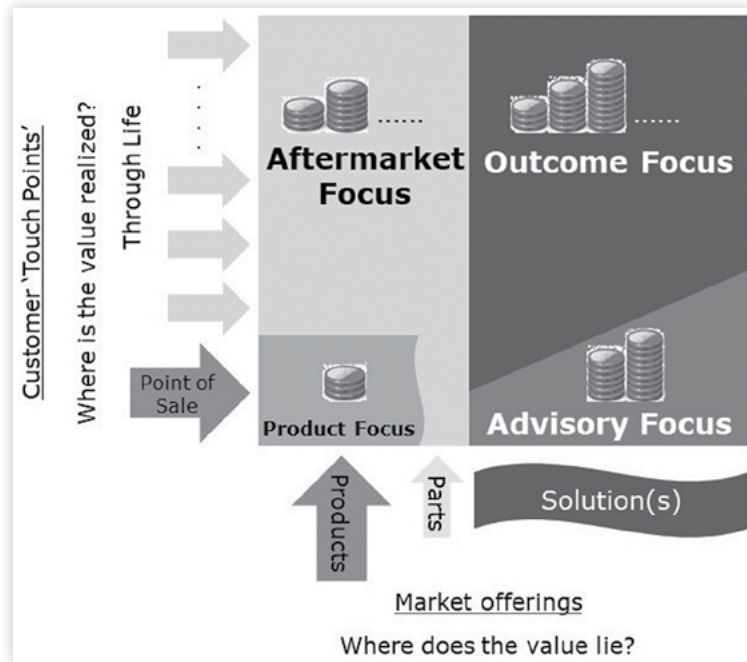 Customer ‘Touch Points’
Where is the value realized?
Through Life
......
Aftermarket
Focus
......
Outcome Focus
Point of
Sale
Product Focus
Advisory Focus
Products
Parts
Solution(s)
Market offerings
Where does the value lie?